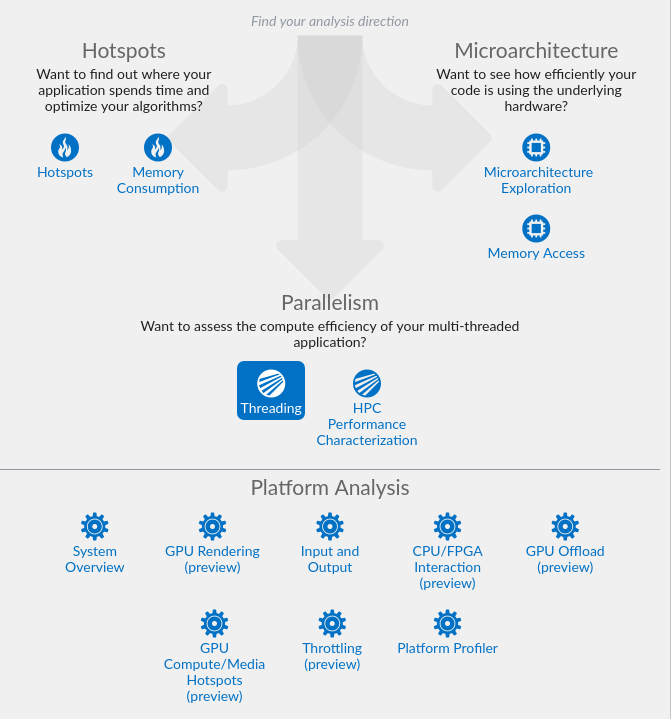 Find your analysis direction
Hotspots
Want to find out where your
application spends time and
optimize your algorithms?
Hotspots
Memory
Consumption
Microarchitecture
Want to see how efficiently your
code is using the underlying
hardware?
Microarchitecture
Exploration
Memory Access
Parallelism
Want to assess the compute efficiency of your multi-threaded
application?
Threading
HPC
Performance
Characterization
Platform Analysis
System
Overview
GPU Rendering
(preview)
Input and
Output
CPU/FPGA
Interaction
(preview)
GPU Offload
(preview)
GPU
Compute/Media
Hotspots
(preview)
Throttling
(preview)
Platform Profiler